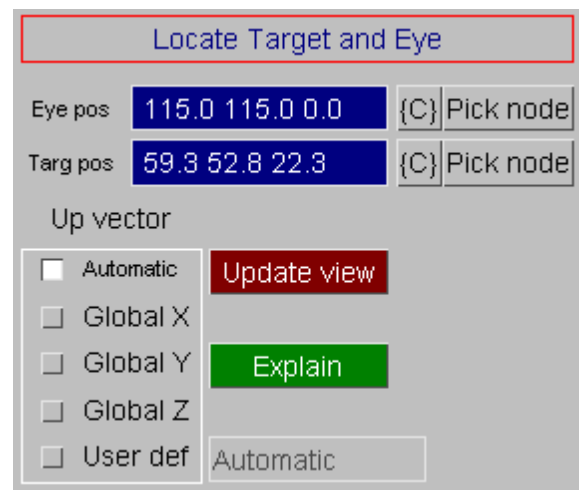 Locate Target and Eye
Eye pos 115.0 115.0 0.0 {C} Pick node
Targ pos 59.3 52.8 22.3 {C} Pick node
Up vector
Automatic Update view
Global X
Global Y Explain
Global Z
User def Automatic